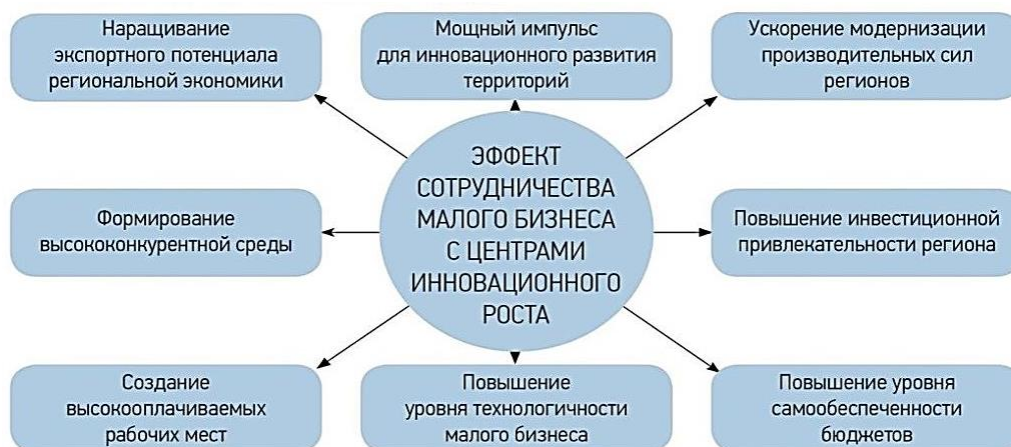 Наращивание
экспортного потенциала
региональной экономики
Мощный импульс
для инновационного развития
территорий
Ускорение модернизации
производительных сил
регионов
Формирование
высококонкурентной среды
ЭФФЕКТ
СОТРУДНИЧЕСТВА
МАЛОГО БИЗНЕСА
С ЦЕНТРАМИ
ИННОВАЦИОННОГО
РОСТА
Повышение инвестиционной
привлекательности региона
Создание
высокооплачиваемых
рабочих мест
Повышение
уровня технологичности
малого бизнеса
Повышение уровня
самообеспеченности
бюджетов